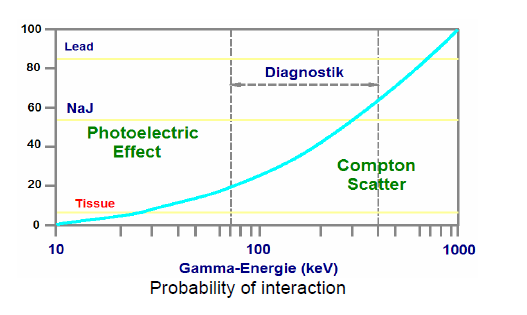 100
Lead
80
Diagnostik
60
NaJ
Photoelectric
Effect
40
Compton
Scatter
20
Tissue
0
10 100 1000
Gamma-Energie (keV)
Probability of interaction